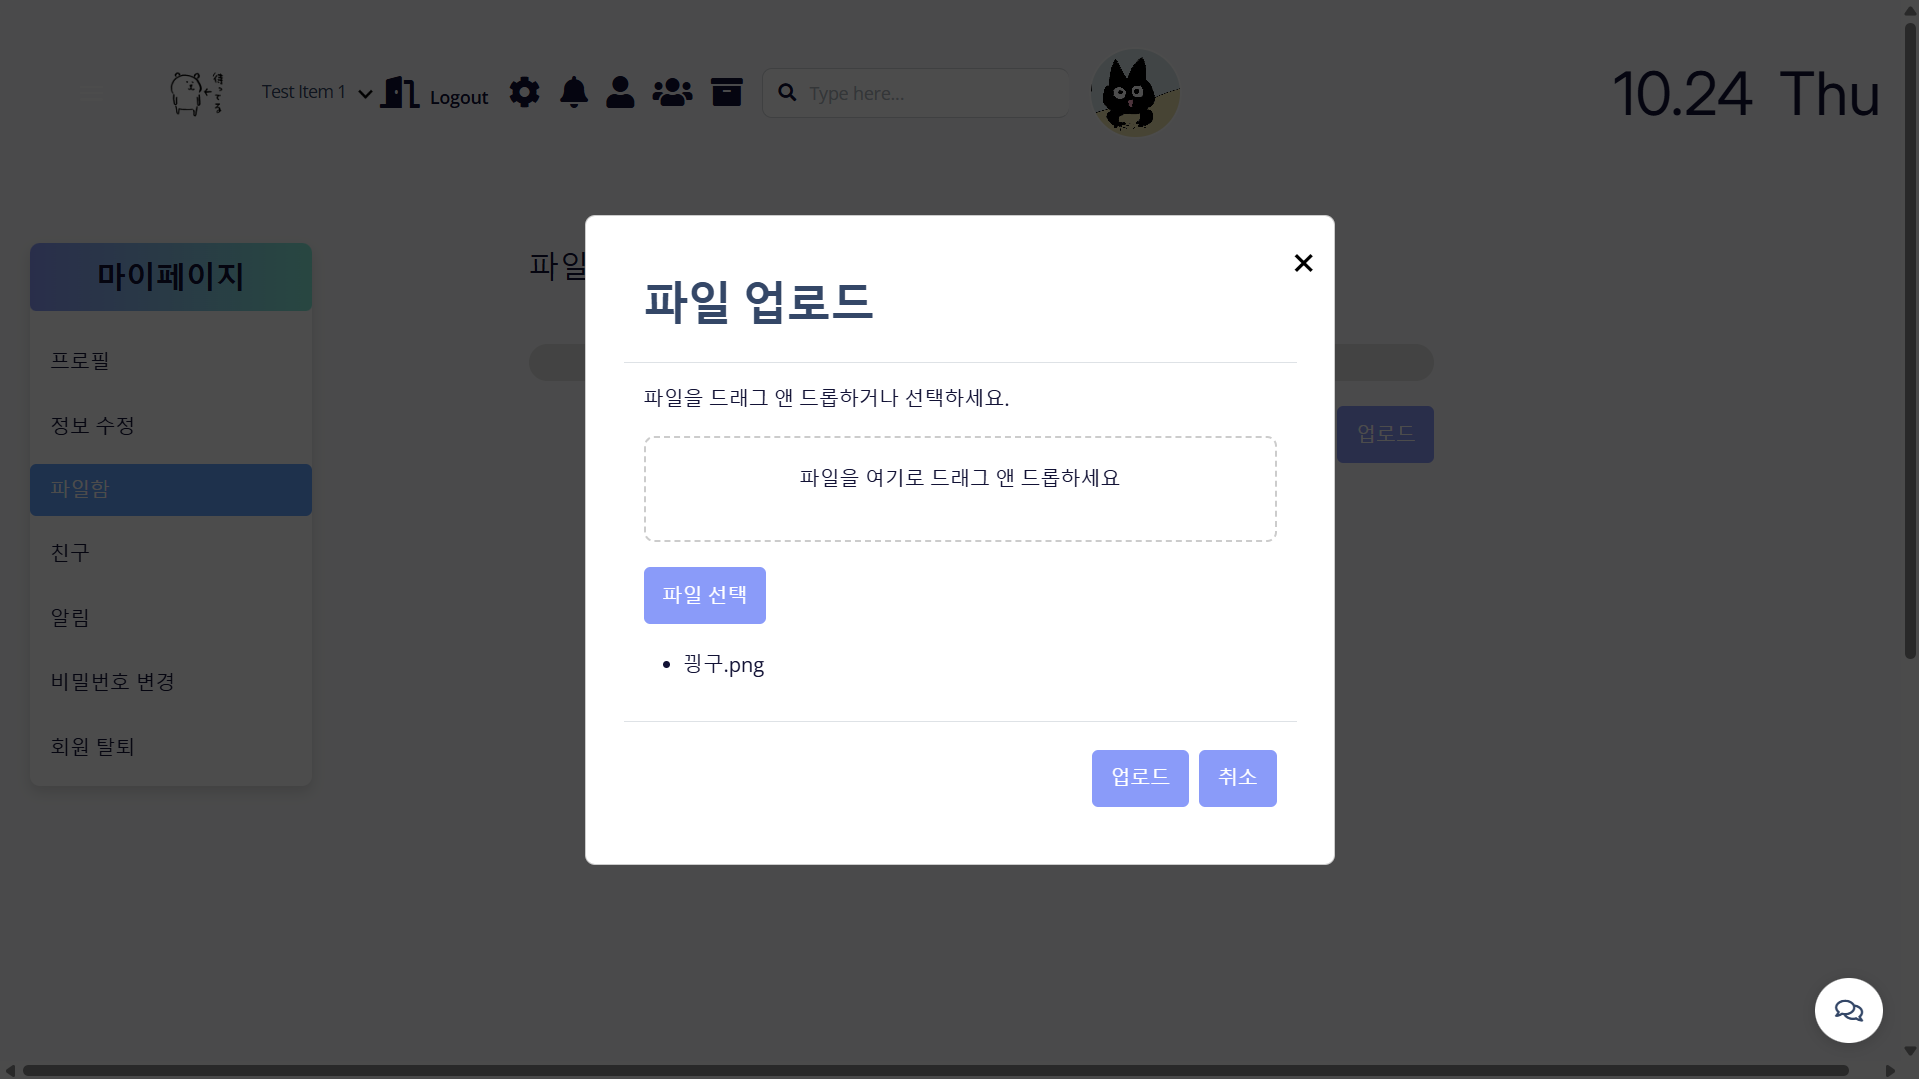 Test Item 1
Logout
Type here...
10.24 Thu
마이페이지
프로필
정보 수정
파일함
친구
알림
비밀번호 변경
회원 탈퇴
파일
업로드
파일 업로드
파일을 드래그 앤 드롭하거나 선택하세요.
파일을 여기로 드래그 앤 드롭하세요
파일 선택
• 끵구.png
업로드
취소